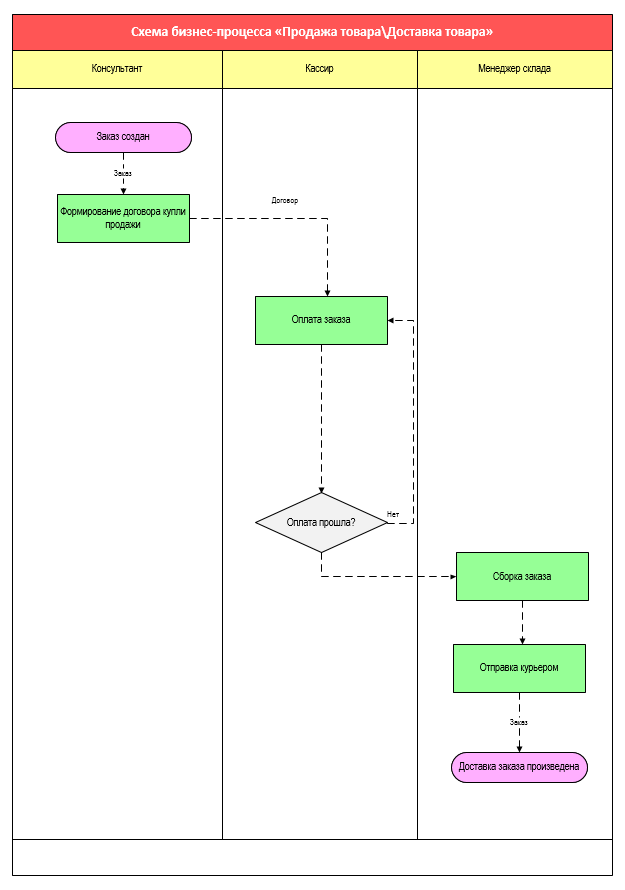 Схема бизнес-процесса «Продажа товара\Доставка товара»
Консультант
Кассир
Менеджер склада
Заказ создан
Заказ
Формирование договора купли
продажи
Договор
Оплата заказа
Оплата прошла?
Нет
Сборка заказа
Отправка курьером
Заказ
Доставка заказа произведена